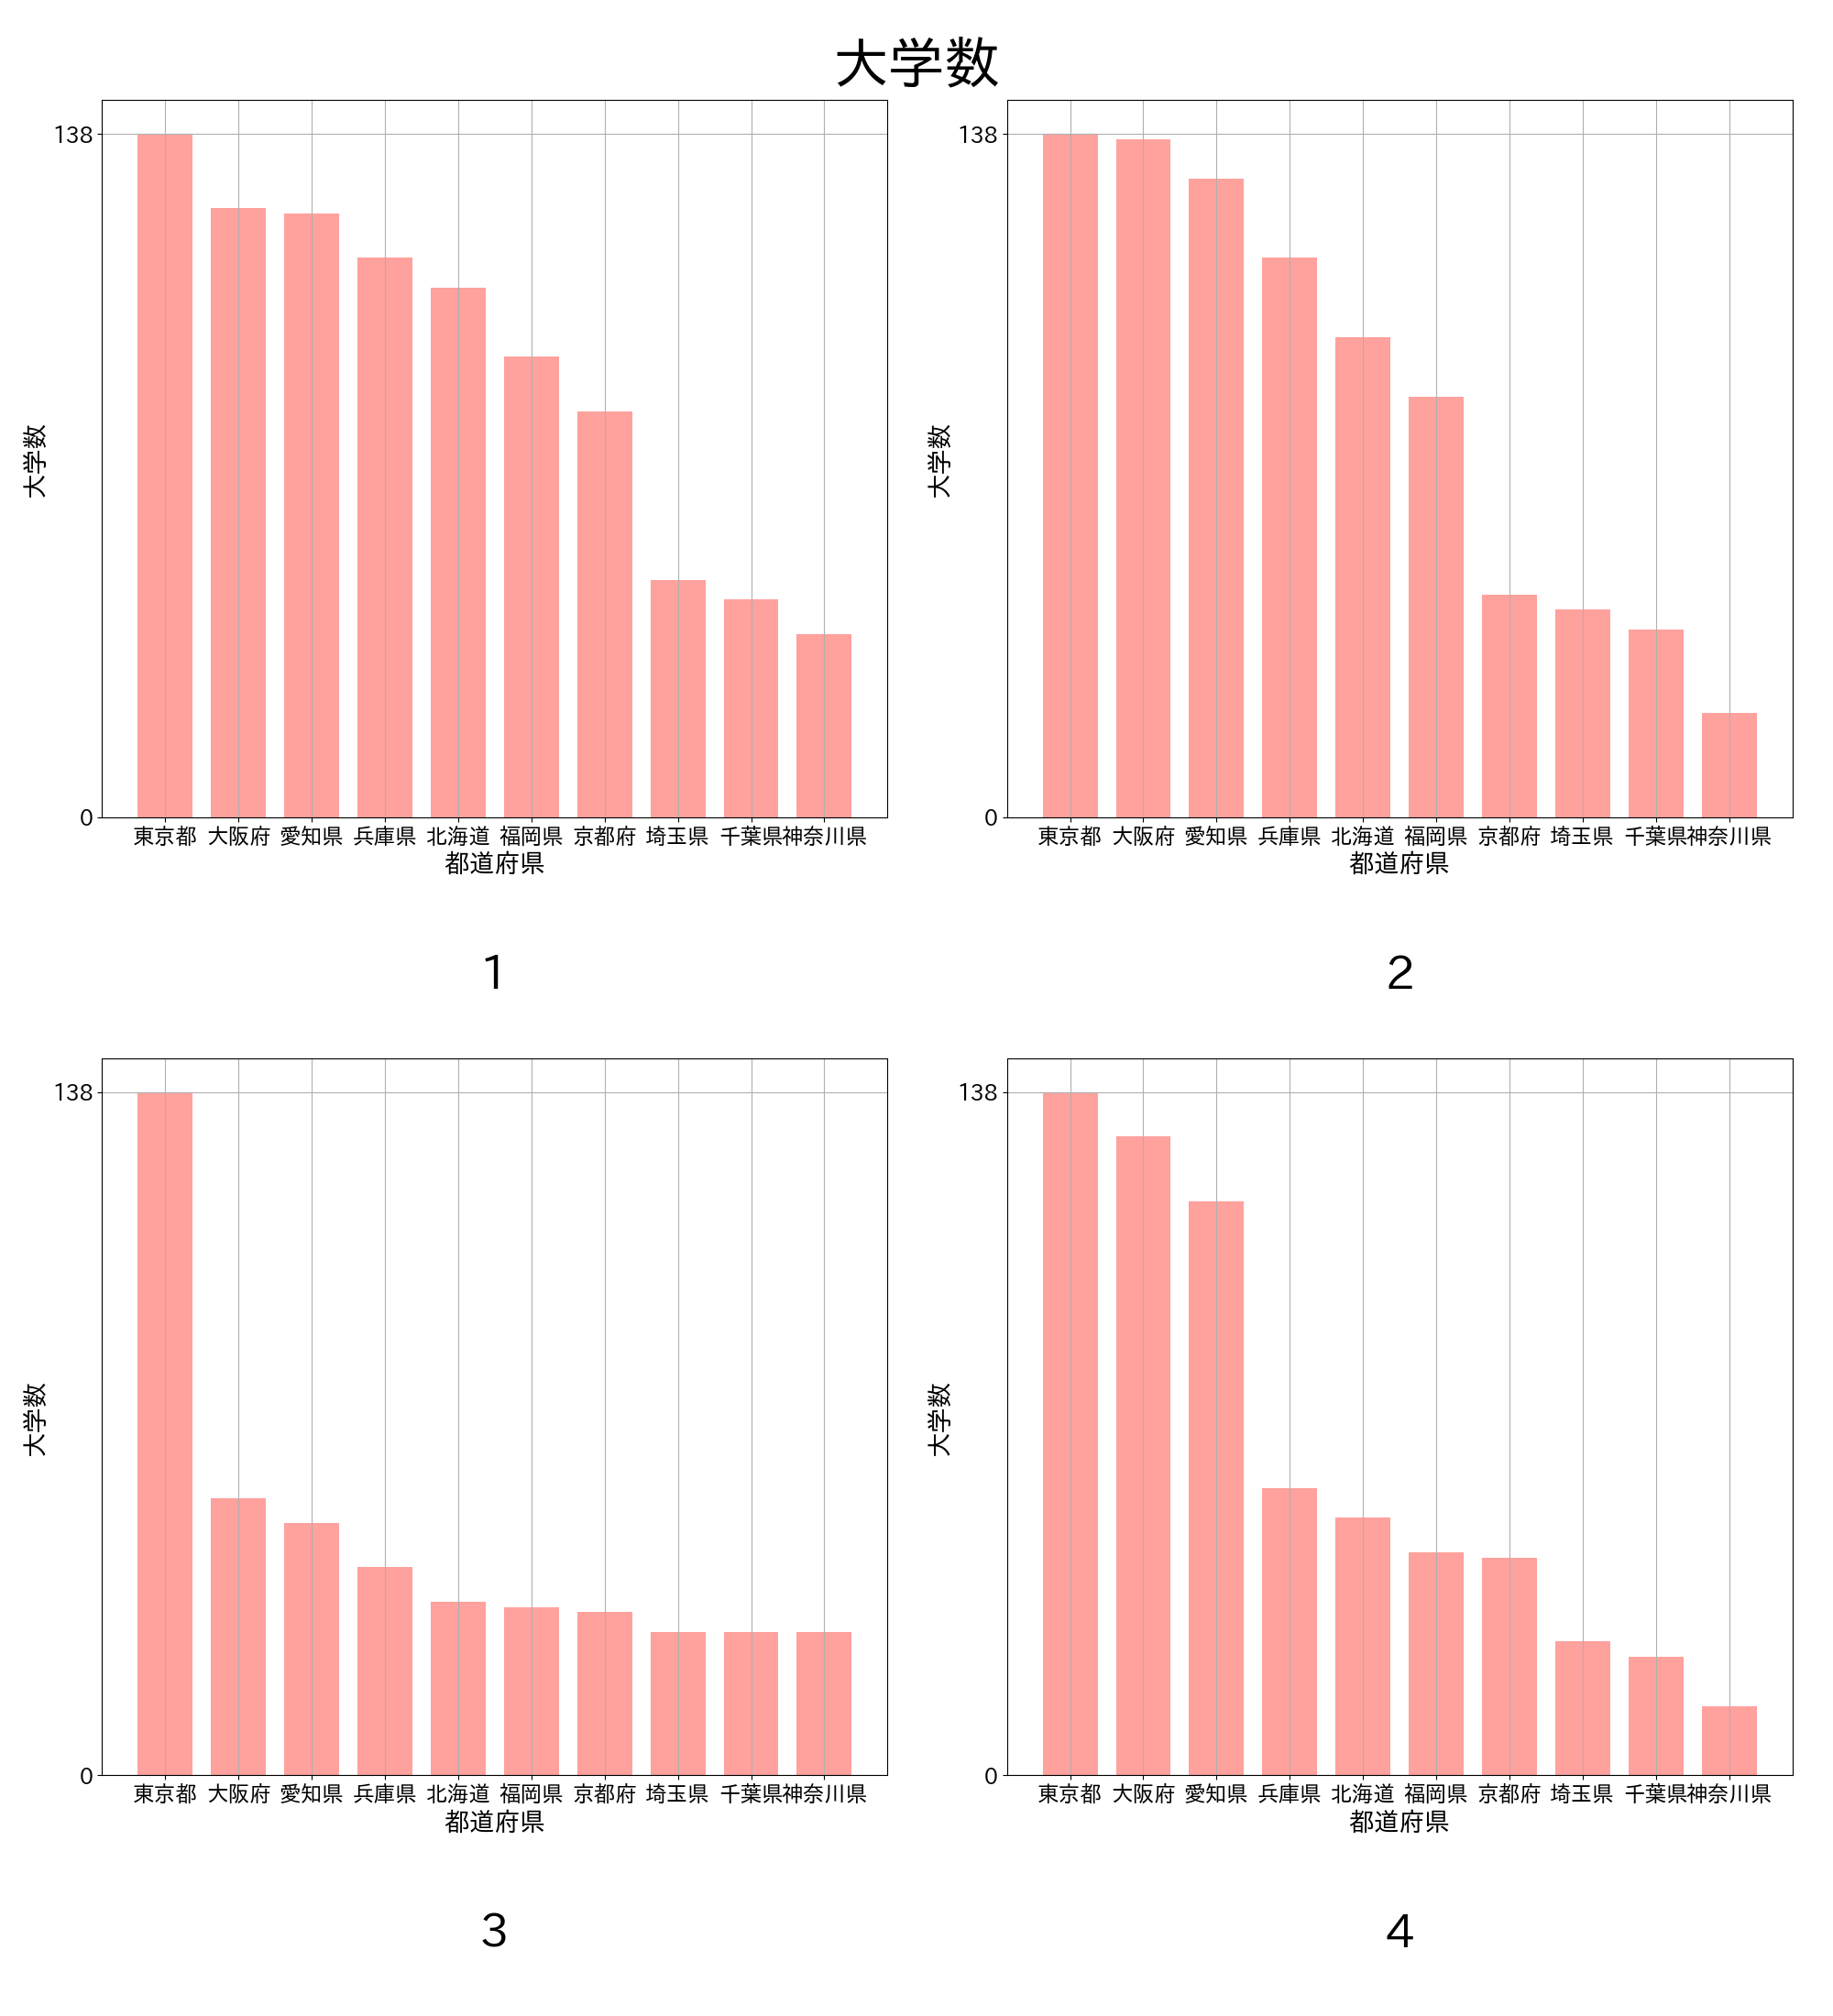 大学数
138
0
大学数
東京都 大阪府 愛知県 兵庫県 北海道 福岡県 京都府 埼玉県 千葉県 神奈川県
都道府県
1
138
0
大学数
東京都 大阪府 愛知県 兵庫県 北海道 福岡県 京都府 埼玉県 千葉県 神奈川県
都道府県
2
138
0
大学数
東京都 大阪府 愛知県 兵庫県 北海道 福岡県 京都府 埼玉県 千葉県 神奈川県
都道府県
3
138
0
大学数
東京都 大阪府 愛知県 兵庫県 北海道 福岡県 京都府 埼玉県 千葉県 神奈川県
都道府県
4